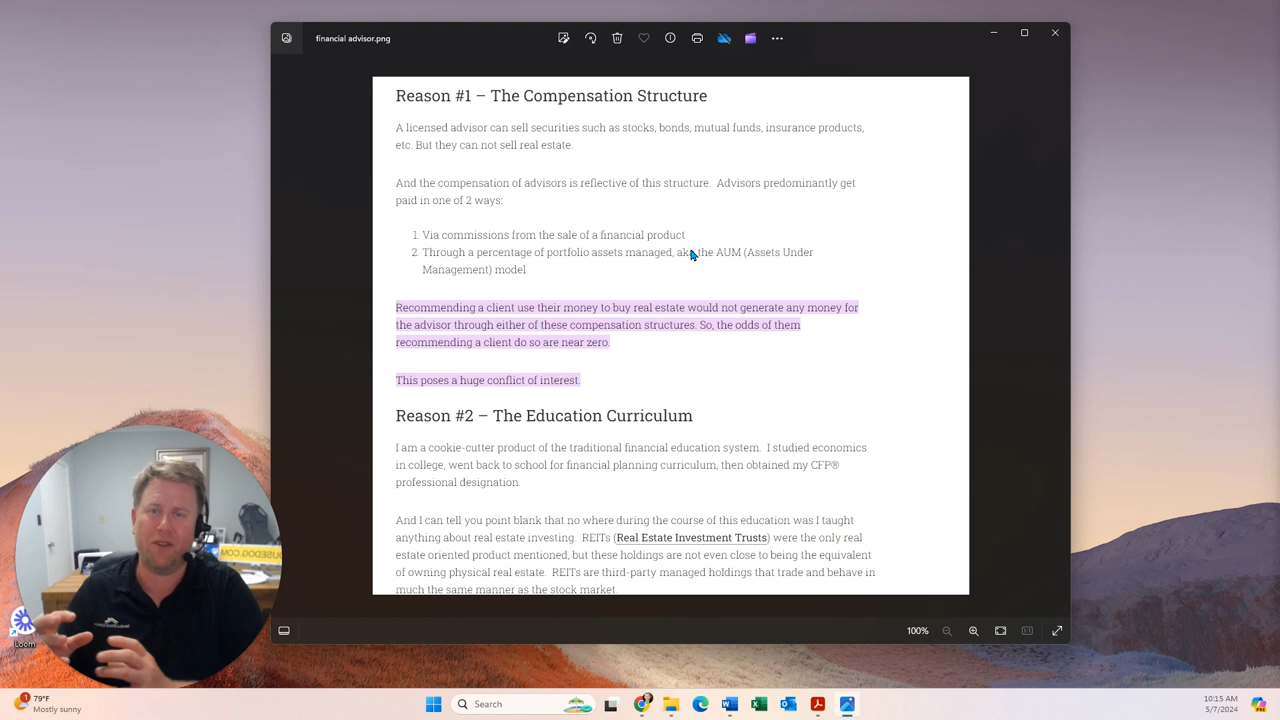 financial advisor.png
Reason #1 – The Compensation Structure
A licensed advisor can sell securities such as stocks, bonds, mutual funds, insurance products,
etc. But they can not sell real estate.
And the compensation of advisors is reflective of this structure. Advisors predominantly get
paid in one of 2 ways:
1. Via commissions from the sale of a financial product
2. Through a percentage of portfolio assets managed, aka the AUM (Assets Under
Management) model
Recommending a client use their money to buy real estate would not generate any money for
the advisor through either of these compensation structures. So, the odds of them
recommending a client do so are near zero.
This poses a huge conflict of interest.
Reason #2 – The Education Curriculum
I am a cookie-cutter product of the traditional financial education system. I studied economics
in college, went back to school for financial planning curriculum, then obtained my CFP®
professional designation.
And I can tell you point blank that no where during the course of this education was I taught
anything about real estate investing. REITs (Real Estate Investment Trusts) were the only real
estate oriented product mentioned, but these holdings are not even close to being the equivalent
of owning physical real estate. REITs are third-party managed holdings that trade and behave in
much the same manner as the stock market.
Loom
100%
1:1
1
79°F
Mostly sunny
Search
10:15 AM
5/7/2024